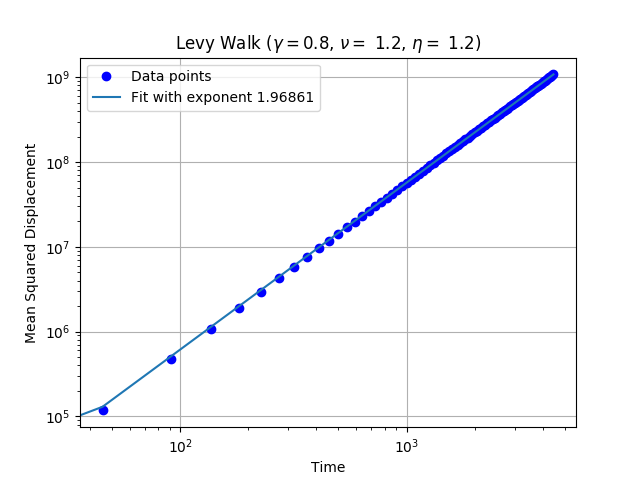 Levy Walk (γ = 0.8, ν = 1.2, η = 1.2)
Data points
Fit with exponent 1.96861
Mean Squared Displacement
10⁹
10⁸
10⁷
10⁶
10⁵
10² 10³
Time